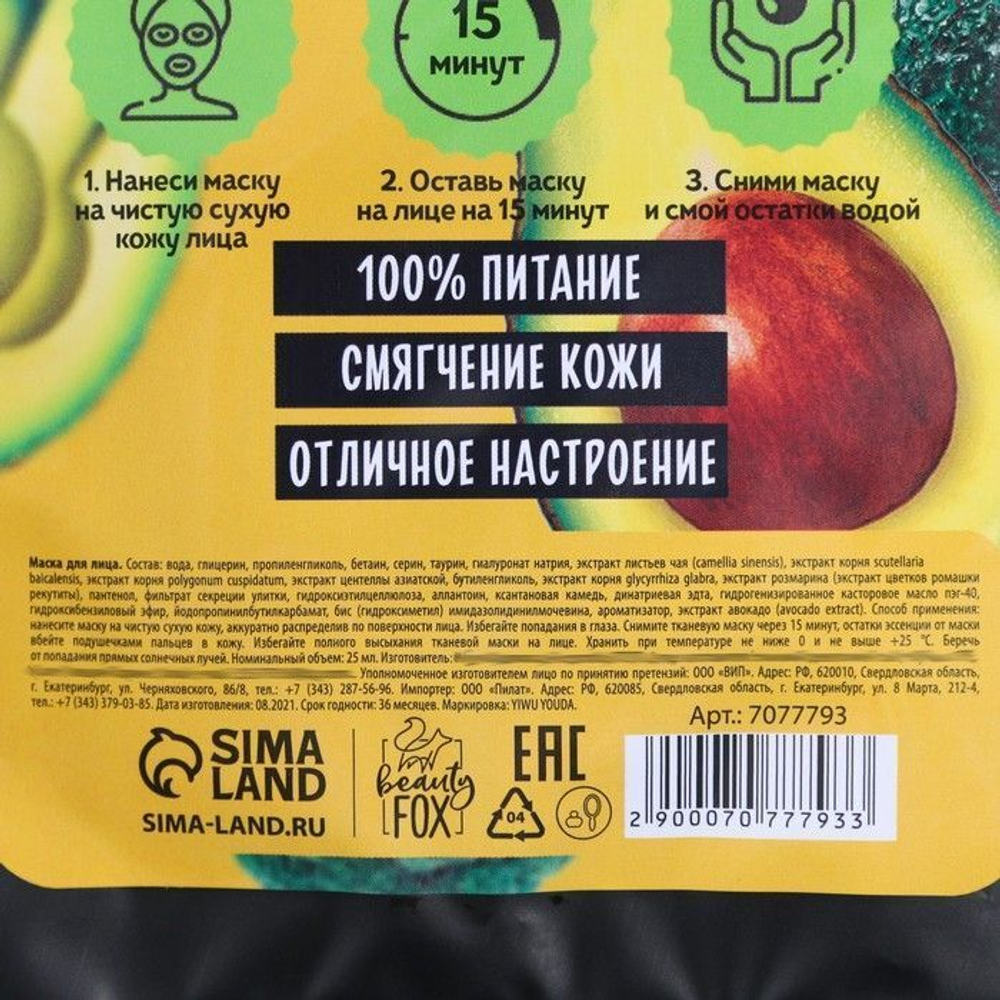 15
минут
1. Нанеси маску
на чистую сухую
кожу лица
2. Оставь маску
на лице на 15 минут
3. Сними маску
и смой остатки водой
100% ПИТАНИЕ
СМЯГЧЕНИЕ КОЖИ
ОТЛИЧНОЕ НАСТРОЕНИЕ
Маска для лица. Состав: вода, глицерин, пропиленгликоль, бетаин, серин, таурин, гиалуронат натрия, экстракт листьев чая (camellia sinensis), экстракт корня scutellaria
baicalensis, экстракт корня polygonum cuspidatum, экстракт центеллы азиатской, бутиленгликоль, экстракт корня glycyrrhiza glabra, экстракт розмарина (экстракт цветков ромашки
рекутиты), пантенол, фильтрат секреции улитки, гидроксиэтилцеллюлоза, аллантоин, ксантановая камедь, динатриевая эдта, гидрогенизированное касторовое масло пэг-40,
гидроксибензиловый эфир, йодопропинилбутилкарбамат, бис (гидроксиметил) имидазолидинилмочевина, ароматизатор, экстракт авокадо (avocado extract). Способ применения:
нанесите маску на чистую сухую кожу, аккуратно распределив по поверхности лица. Избегайте попадания в глаза. Снимите тканевую маску через 15 минут, остатки эссенции от маски
вбейте подушечками пальцев в кожу. Избегайте полного высыхания тканевой маски на лице. Хранить при температуре не ниже 0 и не выше +25 °C. Беречь
от попадания прямых солнечных лучей. Номинальный объем: 25 мл. Изготовитель:
Уполномоченное изготовителем лицо по принятию претензий: ООО «ВИП». Адрес: РФ, 620010, Свердловская область,
г. Екатеринбург, ул. Черняховского, 86/8, тел.: +7 (343) 287-56-96. Импортер: ООО «Пилат». Адрес: РФ, 620085, Свердловская область, г. Екатеринбург, ул. 8 Марта, 212-4,
тел.: +7 (343) 379-03-85. Дата изготовления: 08.2021. Срок годности: 36 месяцев. Маркировка: YIWU YOUDA.
Арт.: 7077793
SIMA
LAND
SIMA-LAND.RU
beauty
FOX
EAC
04
2 900070 777933